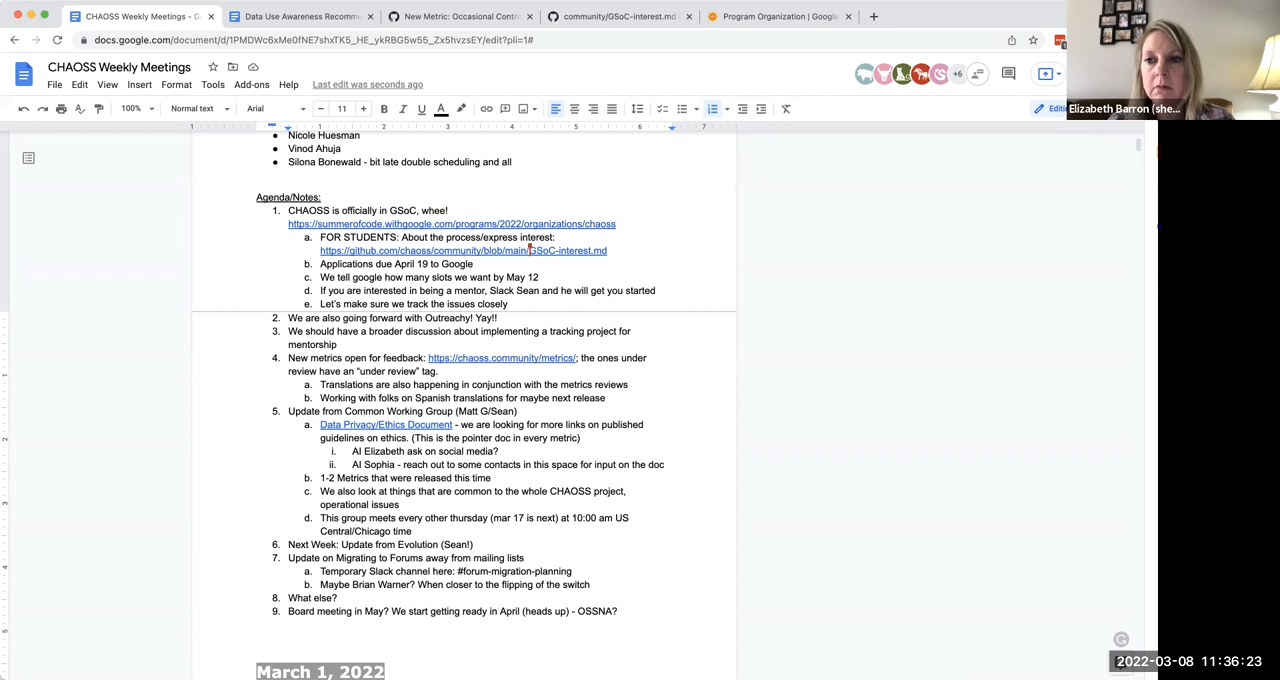 CHAOSS Weekly Meetings - G
Data Use Awareness Recomme
New Metric: Occasional Contri
community/GSoC-interest.md
Program Organization | Google
docs.google.com/document/d/1PMDWc6xMe0fNE7shxTK5_HE_ykRBG5w55_Zx5hvzsEY/edit?pli=1#
CHAOSS Weekly Meetings
File Edit View Insert Format Tools Add-ons Help Last edit was seconds ago
+6
100% Normal text Arial 11 B I U A
Editi
Elizabeth Barron (she...
1 1 2 3 4 5 6 7
Nicole Huesman
● Vinod Ahuja
● Silona Bonewald - bit late double scheduling and all
Agenda/Notes:
1. CHAOSS is officially in GSoC, whee!
https://summerofcode.withgoogle.com/programs/2022/organizations/chaoss
a. FOR STUDENTS: About the process/express interest:
https://github.com/chaoss/community/blob/main/GSoC-interest.md
b. Applications due April 19 to Google
c. We tell google how many slots we want by May 12
d. If you are interested in being a mentor, Slack Sean and he will get you started
e. Let's make sure we track the issues closely
2. We are also going forward with Outreachy! Yay!!
3. We should have a broader discussion about implementing a tracking project for
mentorship
4. New metrics open for feedback: https://chaoss.community/metrics/; the ones under
review have an "under review" tag.
a. Translations are also happening in conjunction with the metrics reviews
b. Working with folks on Spanish translations for maybe next release
5. Update from Common Working Group (Matt G/Sean)
a. Data Privacy/Ethics Document - we are looking for more links on published
guidelines on ethics. (This is the pointer doc in every metric)
i. AI Elizabeth ask on social media?
ii. AI Sophia - reach out to some contacts in this space for input on the doc
b. 1-2 Metrics that were released this time
c. We also look at things that are common to the whole CHAOSS project,
operational issues
d. This group meets every other thursday (mar 17 is next) at 10:00 am US
Central/Chicago time
6. Next Week: Update from Evolution (Sean!)
7. Update on Migrating to Forums away from mailing lists
a. Temporary Slack channel here: #forum-migration-planning
b. Maybe Brian Warner? When closer to the flipping of the switch
8. What else?
9. Board meeting in May? We start getting ready in April (heads up) - OSSNA?
March 1, 2022
2022-03-08 11:36:23